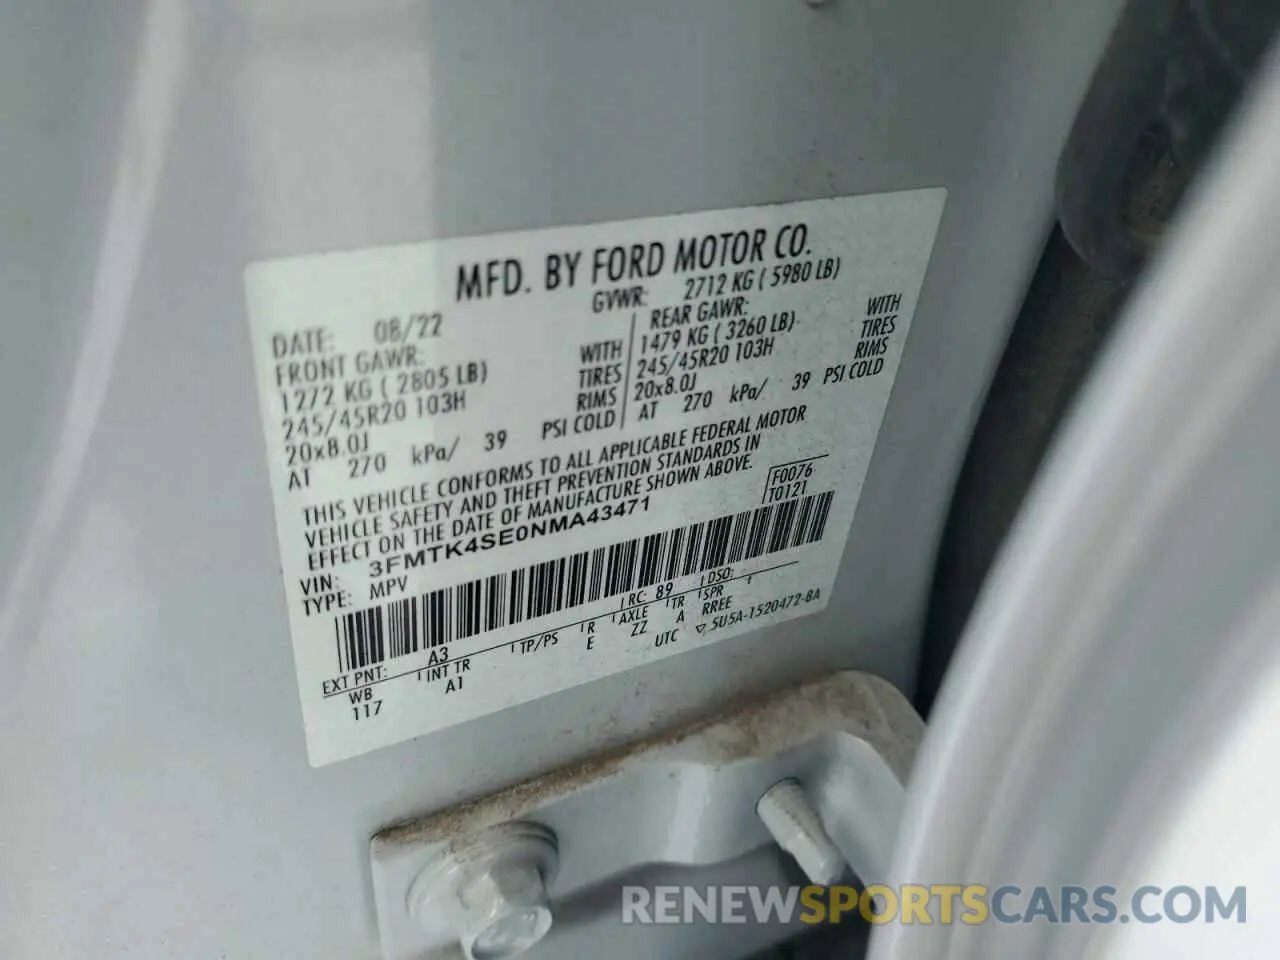 MFD. BY FORD MOTOR CO.
DATE: 08/22 GVWR: 2712 KG ( 5980 LB)
FRONT GAWR: REAR GAWR:
1272 KG ( 2805 LB) WITH 1479 KG ( 3260 LB) WITH
245/45R20 103H TIRES 245/45R20 103H TIRES
20x8.0J RIMS 20x8.0J RIMS
AT 270 kPa/ 39 PSI COLD AT 270 kPa/ 39 PSI COLD
THIS VEHICLE CONFORMS TO ALL APPLICABLE FEDERAL MOTOR
VEHICLE SAFETY AND THEFT PREVENTION STANDARDS IN
EFFECT ON THE DATE OF MANUFACTURE SHOWN ABOVE.
F0076
T0121
VIN: 3FMTK4SE0NMA43471
TYPE: MPV
EXT PNT: A3 RC: 89 DSO:
WB INT TR TP/PS R AXLE TR SPR
117 A1 E ZZ A RREE
UTC ▽ 5U5A-1520472-BA
RENEWSPORTSCARS.COM